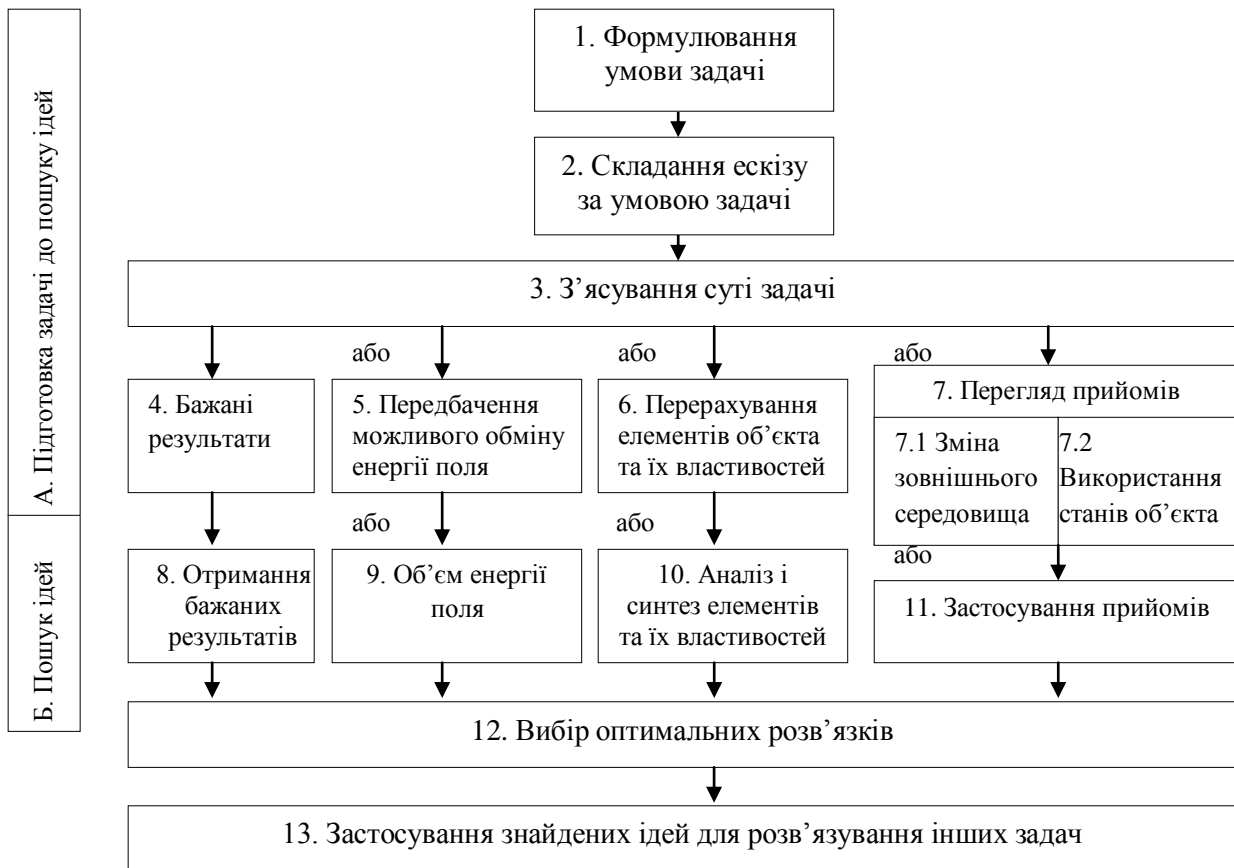 А. Підготовка задачі до пошуку ідей
1. Формулювання
умови задачі
2. Складання ескізу
за умовою задачі
3. З’ясування суті задачі
або
або
або
4. Бажані
результати
5. Передбачення
можливого обміну
енергії поля
6. Перерахування
елементів об’єкта
та їх властивостей
7. Перегляд прийомів
7.1 Зміна
зовнішнього
середовища
7.2
Використання
станів об’єкта
Б. Пошук ідей
або
або
або
8. Отримання
бажаних
результатів
9. Об’єм енергії
поля
10. Аналіз і
синтез елементів
та їх властивостей
11. Застосування прийомів
12. Вибір оптимальних розв’язків
13. Застосування знайдених ідей для розв’язування інших задач